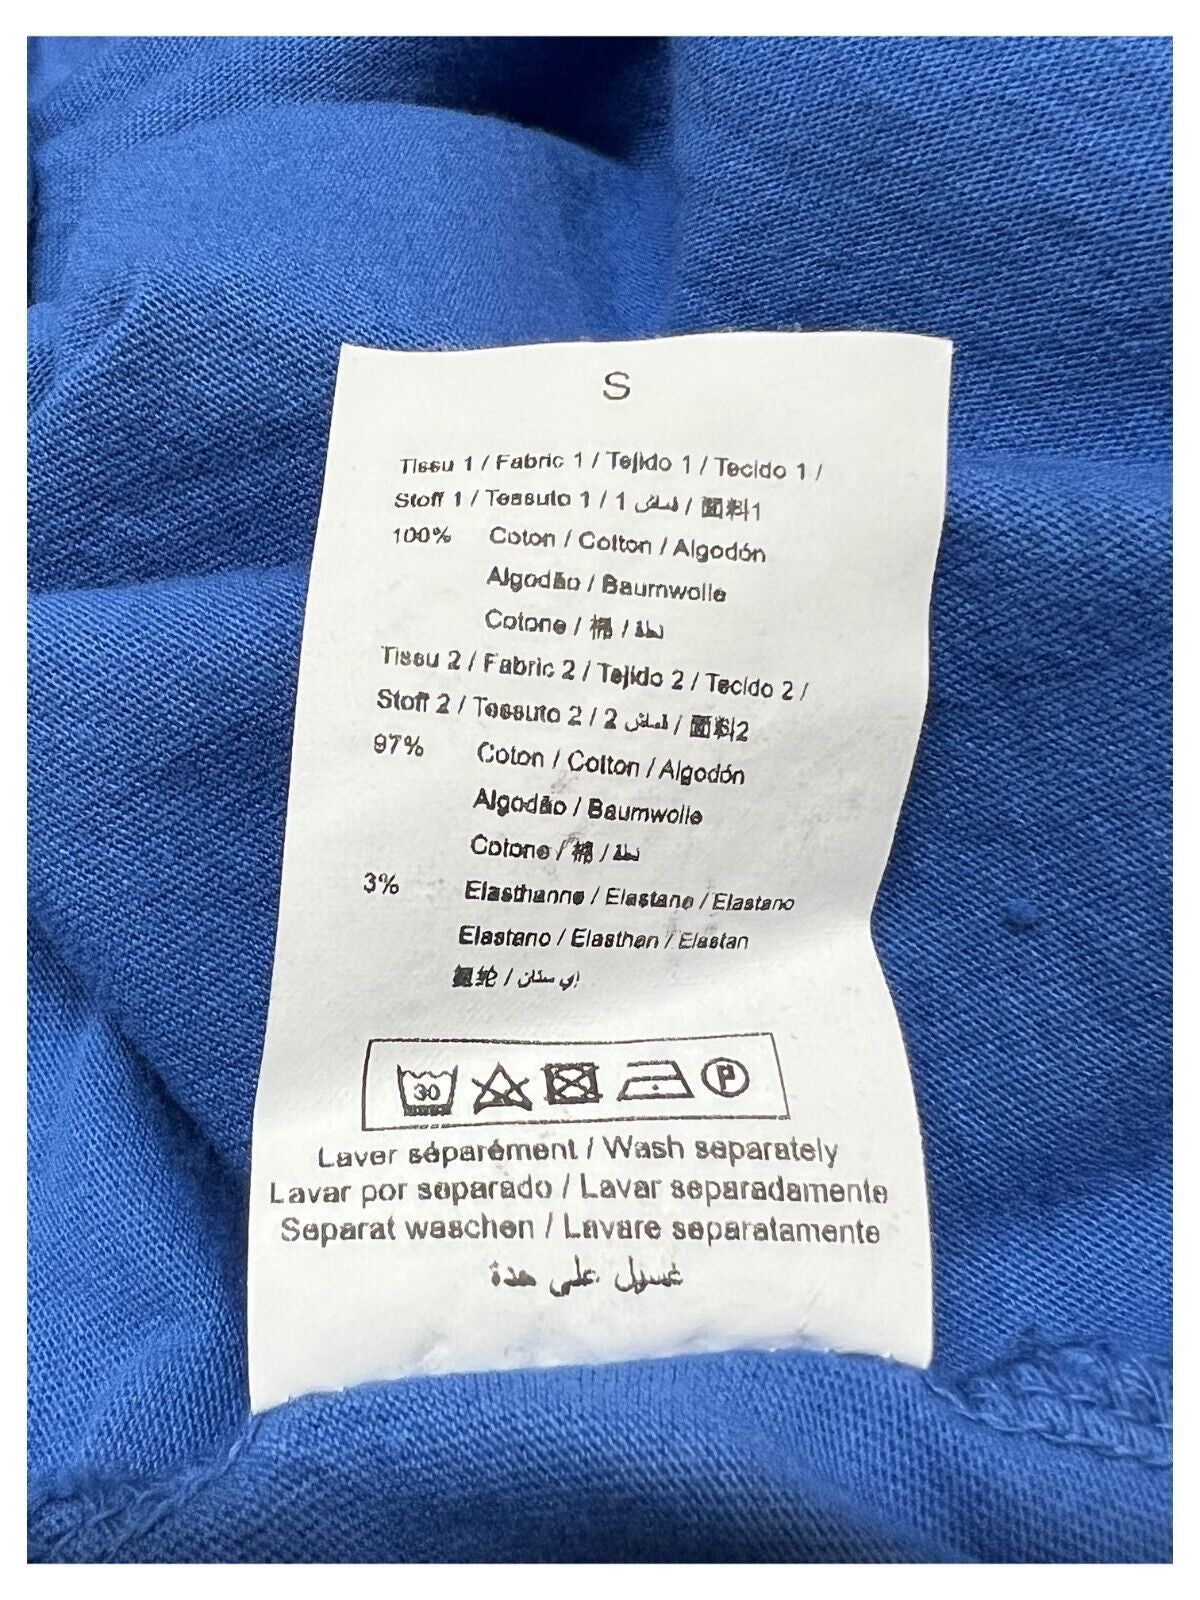 S
Tissu 1 / Fabric 1 / Tejido 1 / Tecido 1 /
Stoff 1 / Tessuto 1 / 1 قماش / 面料1
100% Coton / Cotton / Algodón
Algodão / Baumwolle
Cotone / 棉 /
Tissu 2 / Fabric 2 / Tejido 2 / Tecido 2 /
Stoff 2 / Tessuto 2 / 2 قماش / 面料2
97% Coton / Cotton / Algodón
Algodão / Baumwolle
Cotone / 棉 /
3% Elasthanne / Elastane / Elastano
Elastano / Elasthan / Elastan
氨纶 /
30 P
Laver séparément / Wash separately
Lavar por separado / Lavar separadamente
Separat waschen / Lavare separatamente
غسيل على حدة